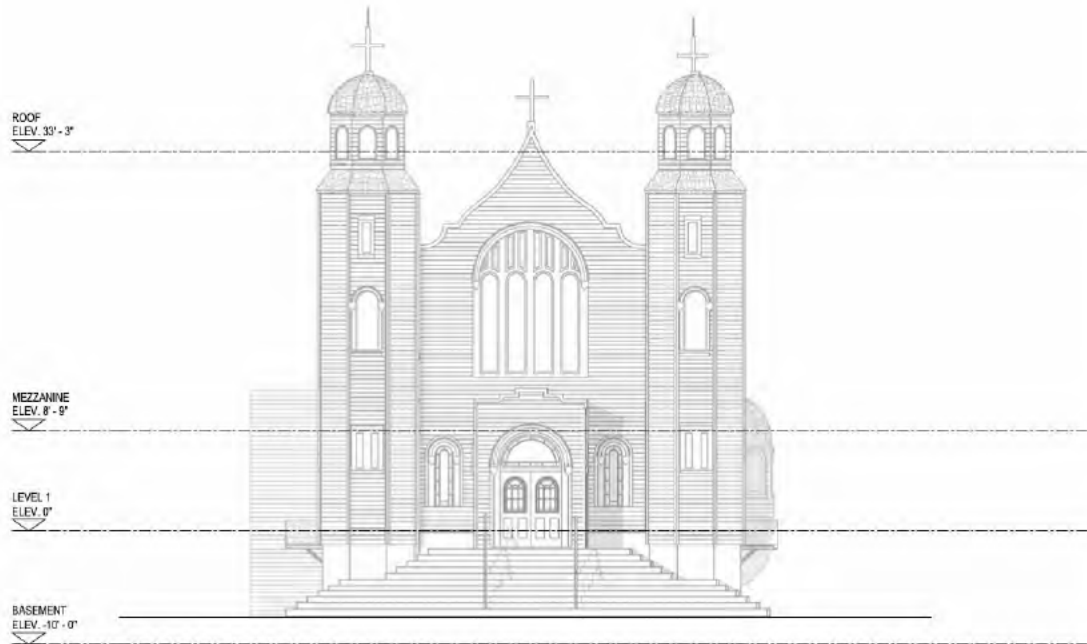 ROOF
ELEV. 33' - 3"
MEZZANINE
ELEV. 8' - 9"
LEVEL 1
ELEV. 0"
BASEMENT
ELEV. -10' - 0"